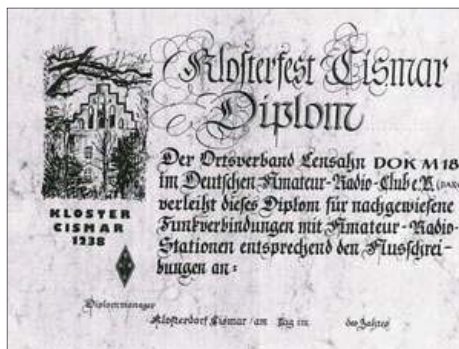 Klosterfest Cismar
Diplom
Der Ortsverband Lensahn DOK M 18
im Deutschen Amateur-Radio-Club e.V. (DARC)
verleiht dieses Diplom für nachgewiesene
Funkverbindungen mit Amateur-Radio-
Stationen entsprechend den Ausschrei-
bungen an:
KLOSTER
CISMAR
1238
Diplommanager
Klosterdorf Cismar / am Tag im des Jahres